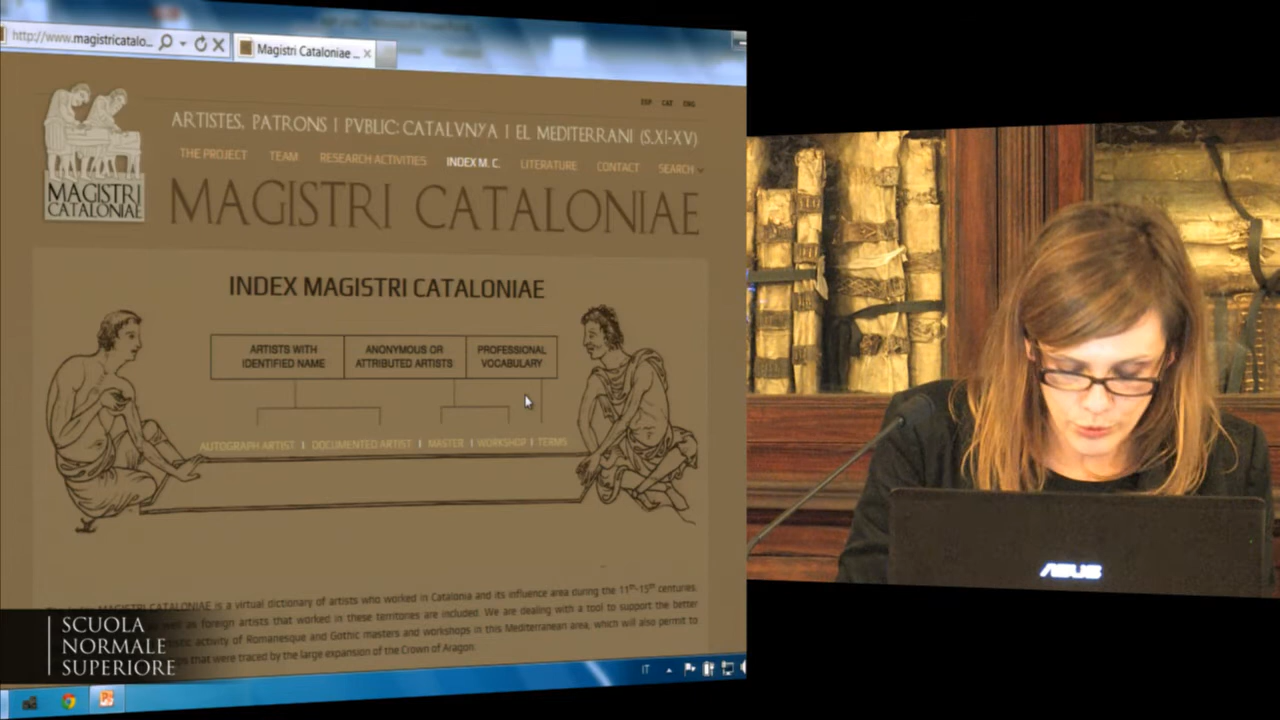 http://www.magistricatalo...
Magistri Cataloniae ...
ESP CAT ENG
ARTISTES, PATRONS I PVBLIC: CATALVNYA I EL MEDITERRANI (S.XI-XV)
THE PROJECT TEAM RESEARCH ACTIVITIES INDEX M. C. LITERATURE CONTACT SEARCH
MAGISTRI
CATALONIAE
MAGISTRI CATALONIAE
INDEX MAGISTRI CATALONIAE
ARTISTS WITH
IDENTIFIED NAME
ANONYMOUS OR
ATTRIBUTED ARTISTS
PROFESSIONAL
VOCABULARY
AUTOGRAPH ARTIST I DOCUMENTED ARTIST I MASTER I WORKSHOP I TERMS
MAGISTRI CATALONIAE is a virtual dictionary of artists who worked in Catalonia and its influence area during the 11th-15th centuries.
well as foreign artists that worked in these territories are included. We are dealing with a tool to support the better
activity of Romanesque and Gothic masters and workshops in this Mediterranean area, which will also permit to
that were traced by the large expansion of the Crown of Aragon.
SCUOLA
NORMALE
SUPERIORE
IT
ASUS